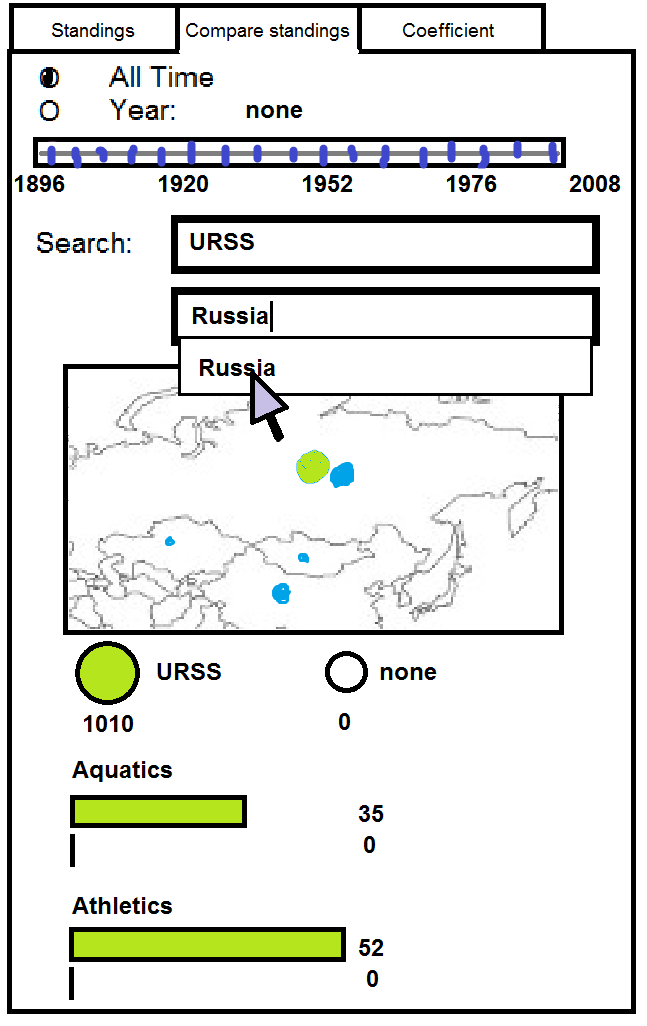 Standings Compare standings Coefficient
All Time
Year: none
1896 1920 1952 1976 2008
Search: URSS
Russia
Russia
URSS none
1010 0
Aquatics
35
0
Athletics
52
0